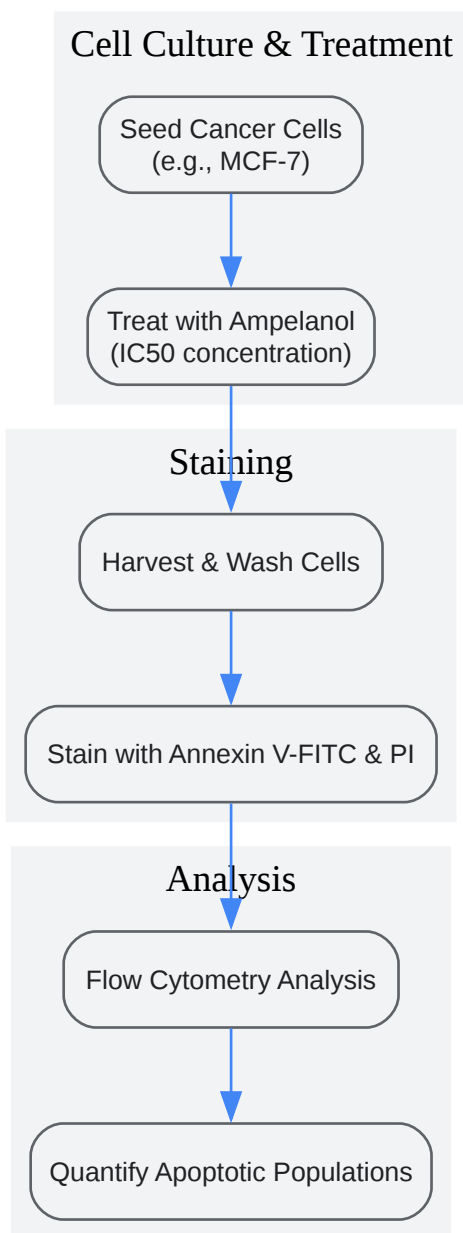 Cell Culture & Treatment
Seed Cancer Cells
(e.g., MCF-7)
Treat with Ampelanol
(IC50 concentration)
Staining
Harvest & Wash Cells
Stain with Annexin V-FITC & PI
Analysis
Flow Cytometry Analysis
Quantify Apoptotic Populations